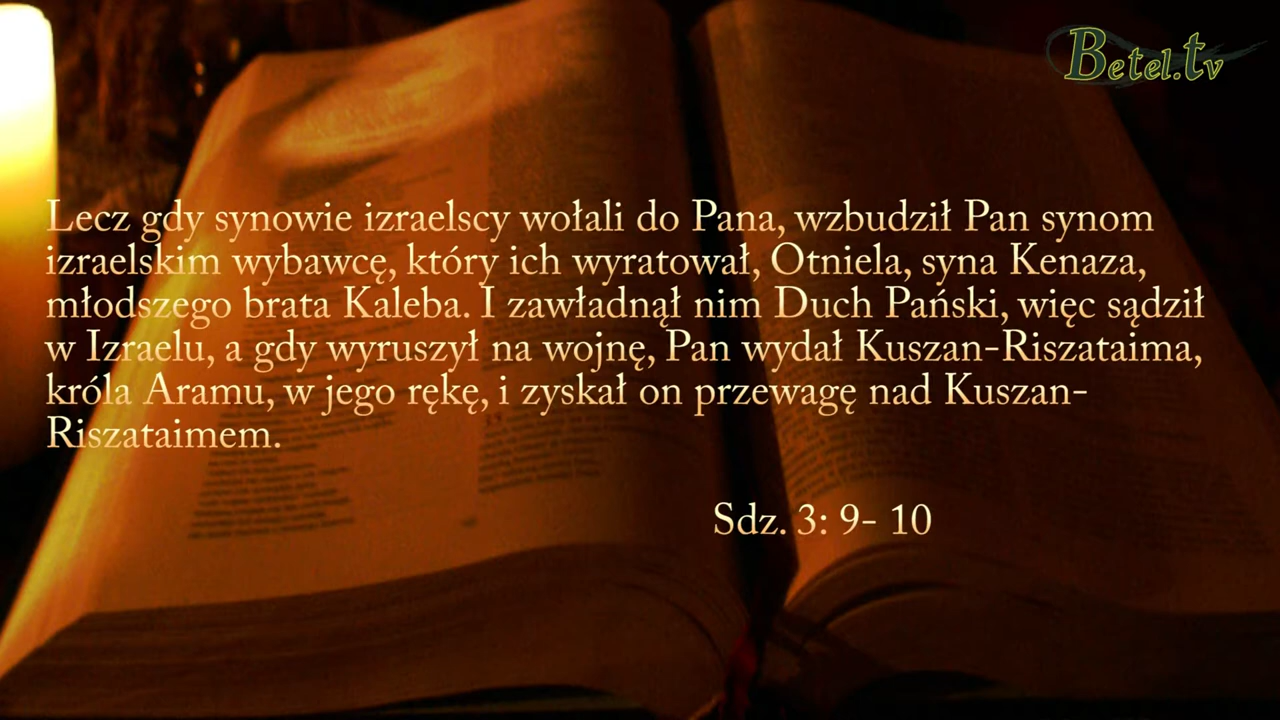 Betel.tv
Lecz gdy synowie izraelscy wołali do Pana, wzbudził Pan synom
izraelskim wybawcę, który ich wyratował, Otniela, syna Kenaza,
młodszego brata Kaleba. I zawładnął nim Duch Pański, więc sądził
w Izraelu, a gdy wyruszył na wojnę, Pan wydał Kuszan-Riszataima,
króla Aramu, w jego rękę, i zyskał on przewagę nad Kuszan-
Riszataimem.
Sdz. 3: 9- 10